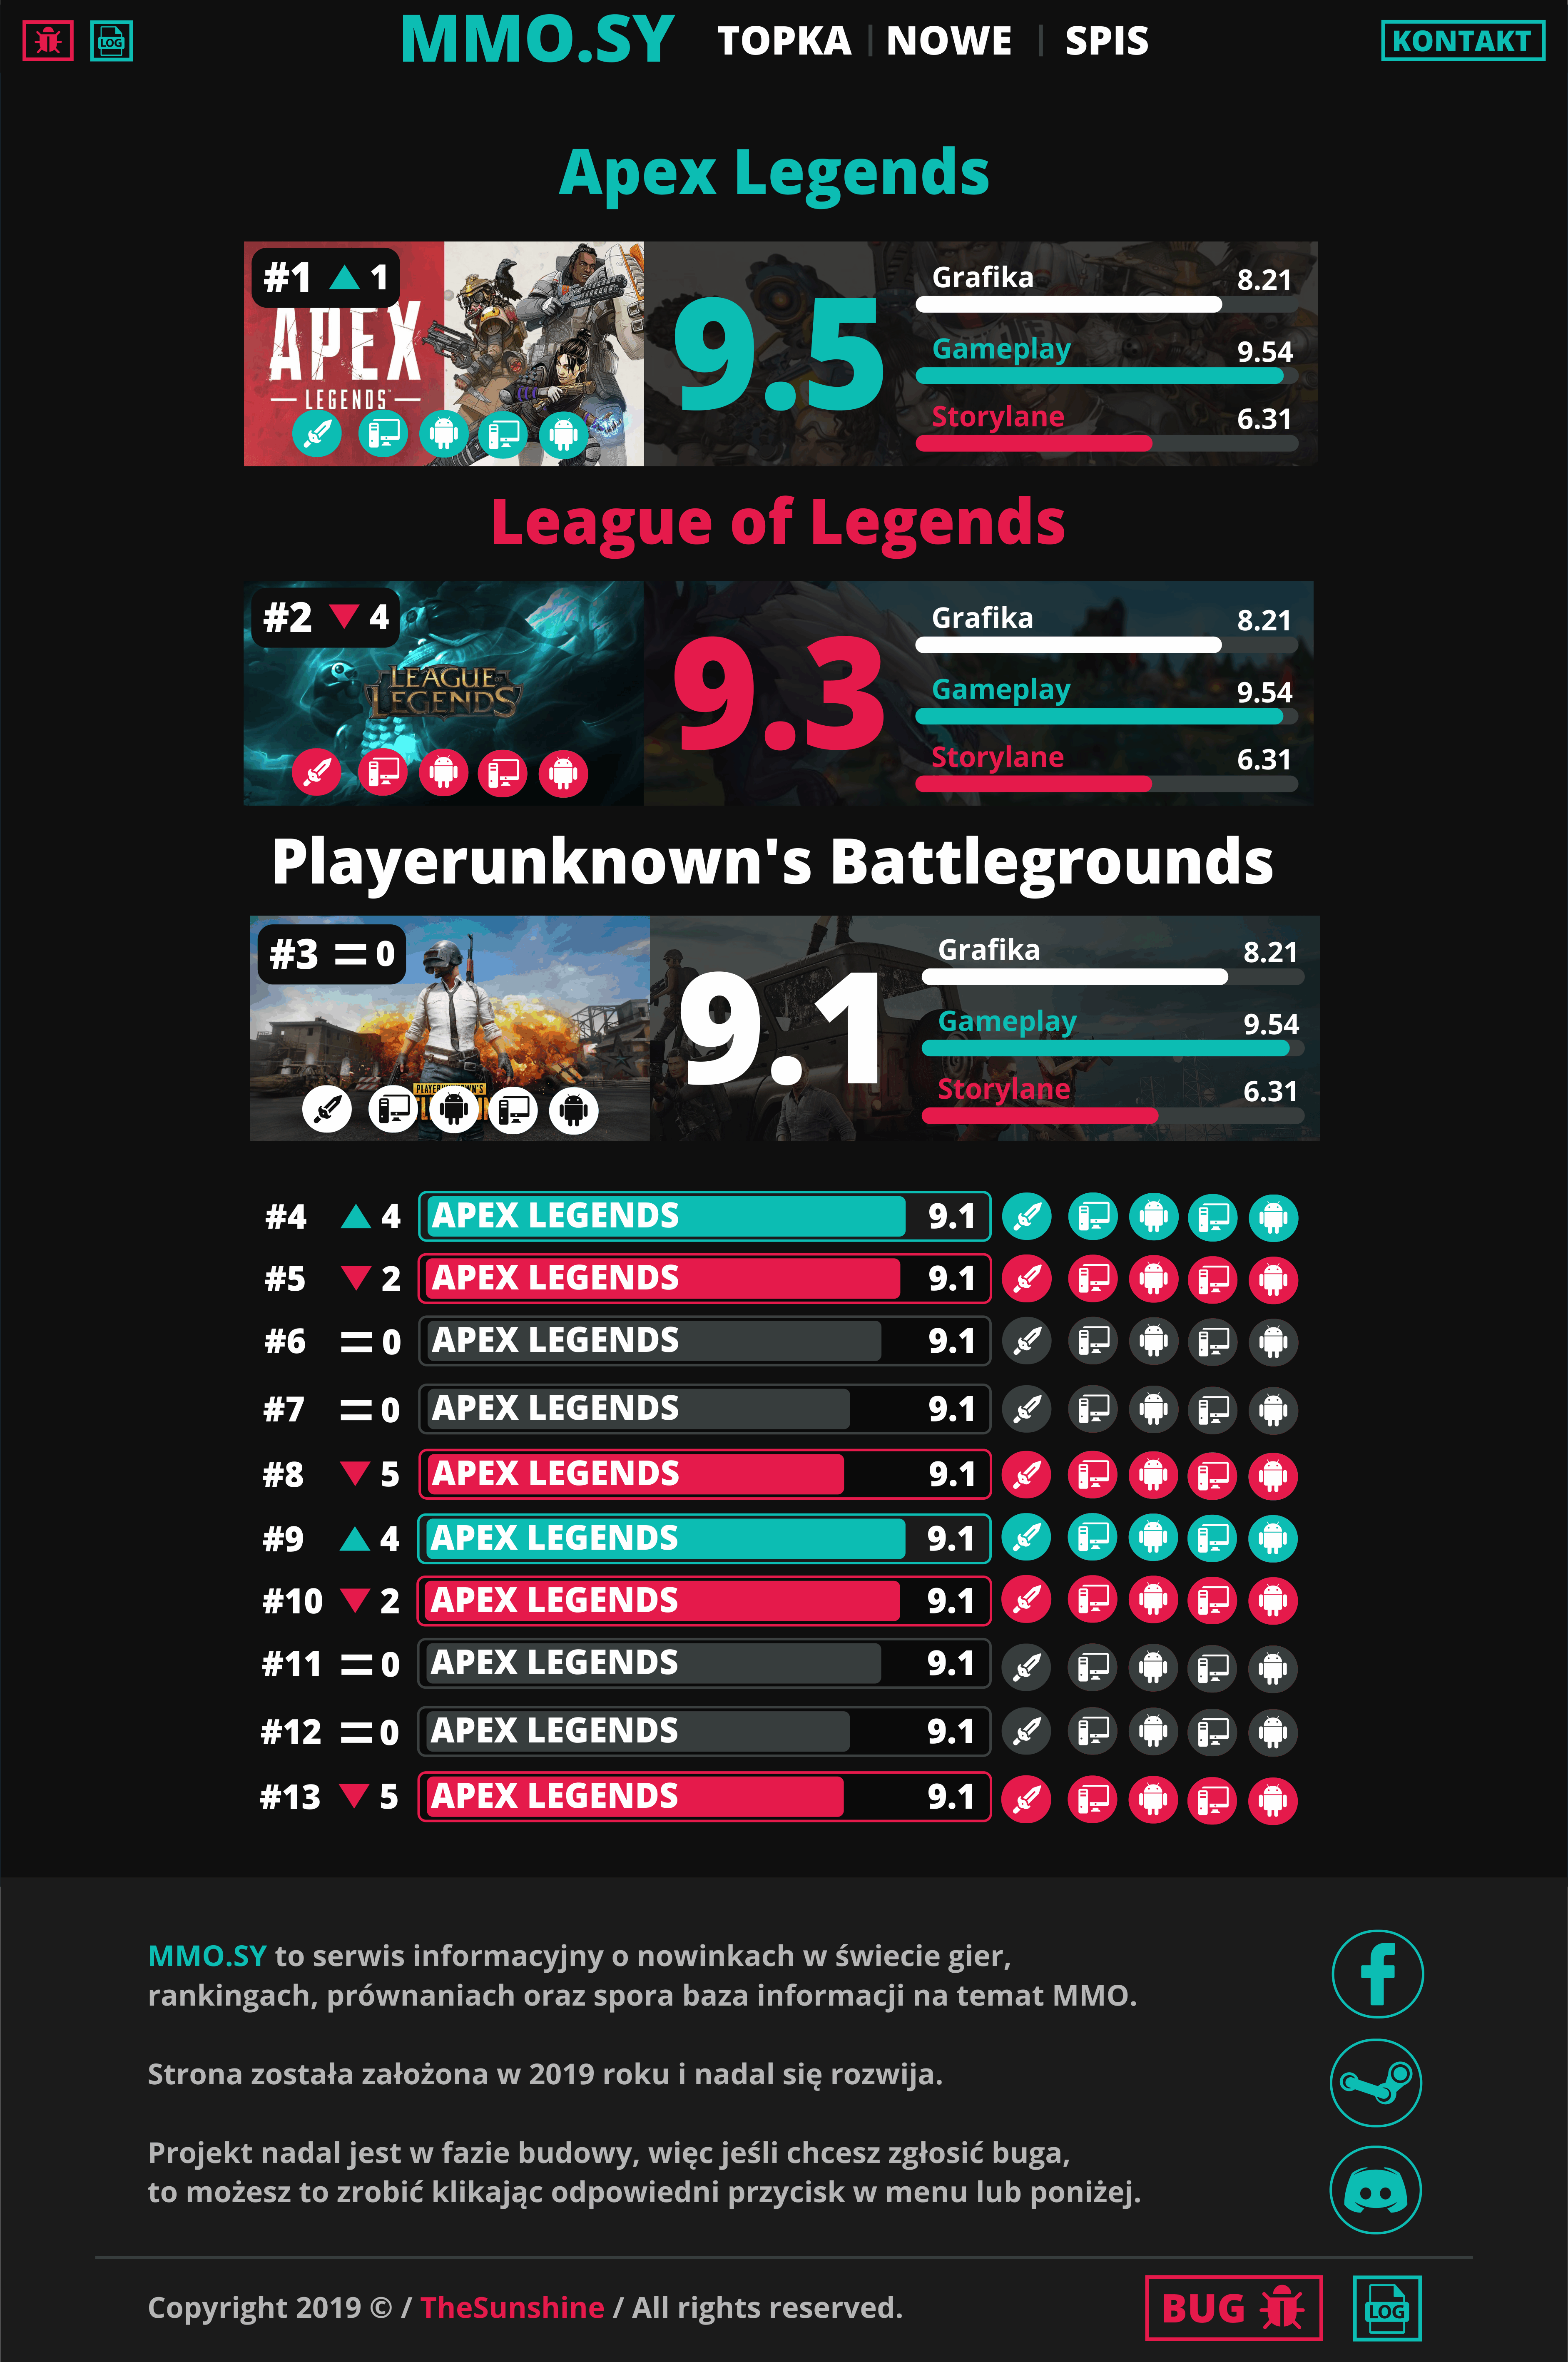 LOG
MMO.SY
TOPKA | NOWE | SPIS
KONTAKT
Apex Legends
#1 ▲ 1
APEX
LEGENDS
9.5
Grafika 8.21
Gameplay 9.54
Storylane 6.31
League of Legends
#2 ▼ 4
LEAGUE
LEGENDS
9.3
Grafika 8.21
Gameplay 9.54
Storylane 6.31
Playerunknown's Battlegrounds
#3 = 0
PLAYERUNKNOWN'S
9.1
Grafika 8.21
Gameplay 9.54
Storylane 6.31
#4 ▲ 4 APEX LEGENDS 9.1
#5 ▼ 2 APEX LEGENDS 9.1
#6 = 0 APEX LEGENDS 9.1
#7 = 0 APEX LEGENDS 9.1
#8 ▼ 5 APEX LEGENDS 9.1
#9 ▲ 4 APEX LEGENDS 9.1
#10 ▼ 2 APEX LEGENDS 9.1
#11 = 0 APEX LEGENDS 9.1
#12 = 0 APEX LEGENDS 9.1
#13 ▼ 5 APEX LEGENDS 9.1
MMO.SY to serwis informacyjny o nowinkach w świecie gier,
rankingach, prównaniach oraz spora baza informacji na temat MMO.
Strona została założona w 2019 roku i nadal się rozwija.
Projekt nadal jest w fazie budowy, więc jeśli chcesz zgłosić buga,
to możesz to zrobić klikając odpowiedni przycisk w menu lub poniżej.
Copyright 2019 © / TheSunshine / All rights reserved.
BUG
LOG